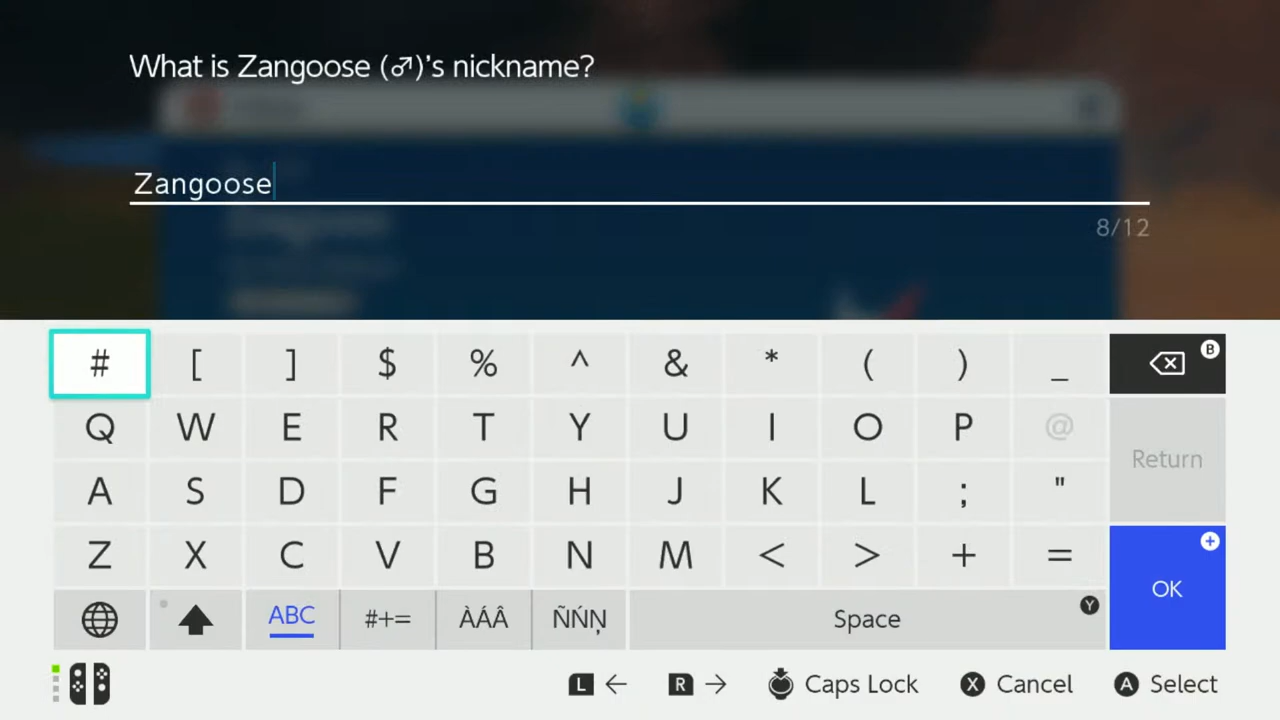 What is Zangoose (♂)'s nickname?
Zangoose
8/12
# [ ] $ % ^ & * ( ) _ B
Q W E R T Y U I O P @ Return
A S D F G H J K L ; "
Z X C V B N M < > + = + OK
ABC #+= ÀÁÂ ÑŃŅ Space Y
L ← R → Caps Lock X Cancel A Select